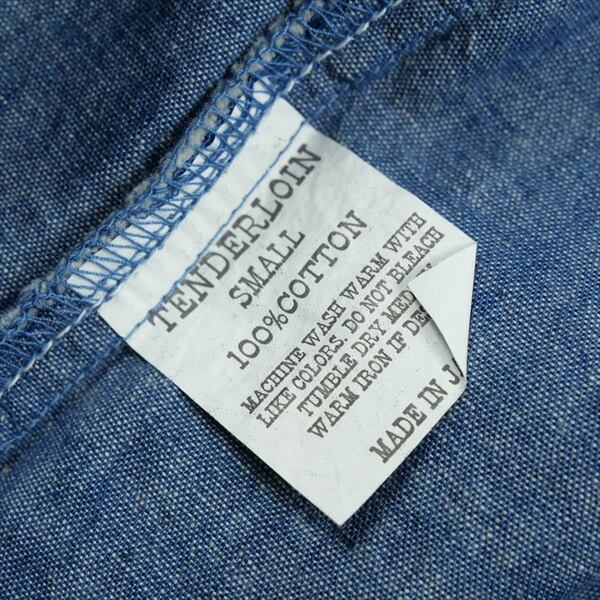 TENDERLOIN
SMALL
100%COTTON
MACHINE WASH WARM WITH
LIKE COLORS. DO NOT BLEACH
TUMBLE DRY
WARM IRON IF
MADE IN